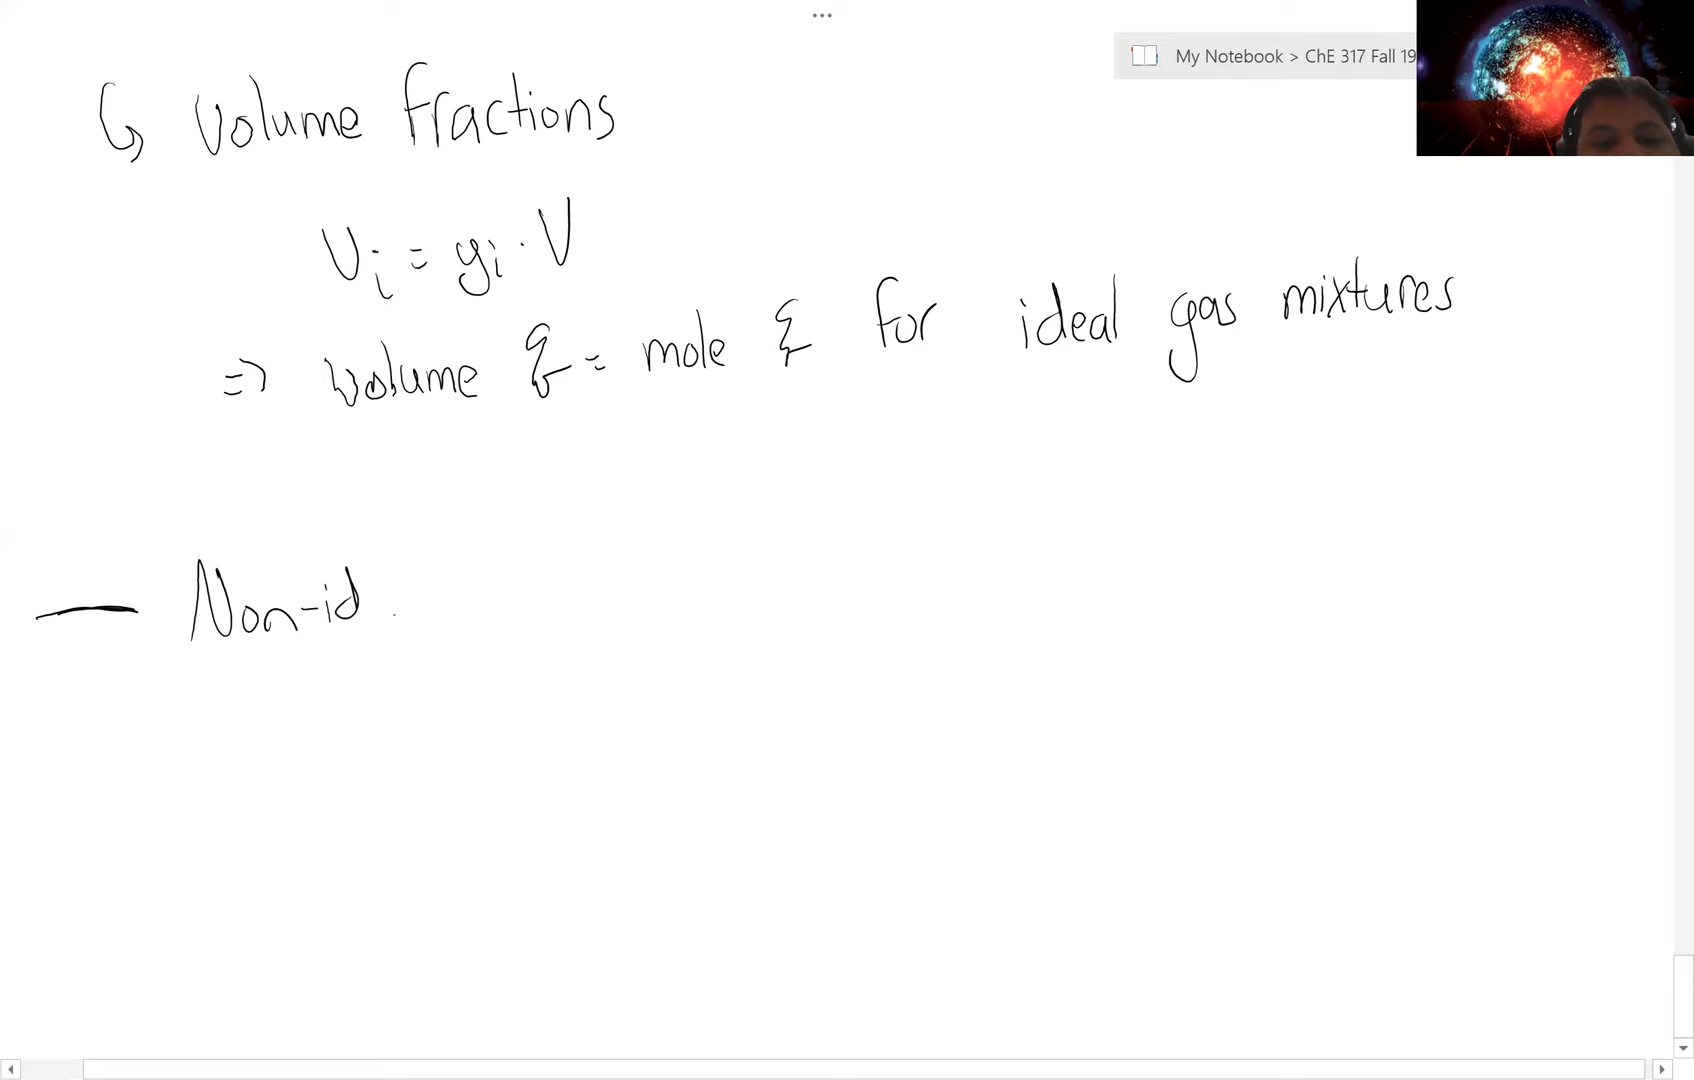 My Notebook > ChE 317 Fall 19
↳ Volume fractions
Vi = yi · V
=> Volume = mole for ideal gas mixtures
— Non-id